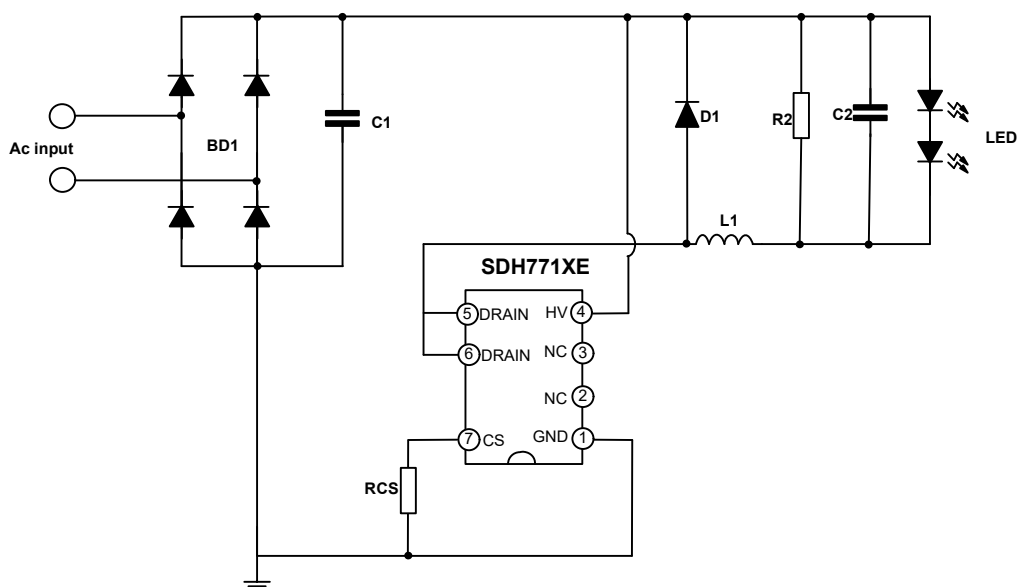 C1
D1
R2
C2
Ac input
BD1
LED
L1
SDH771XE
5 DRAIN
HV 4
6 DRAIN
NC 3
NC 2
7 CS
GND 1
RCS